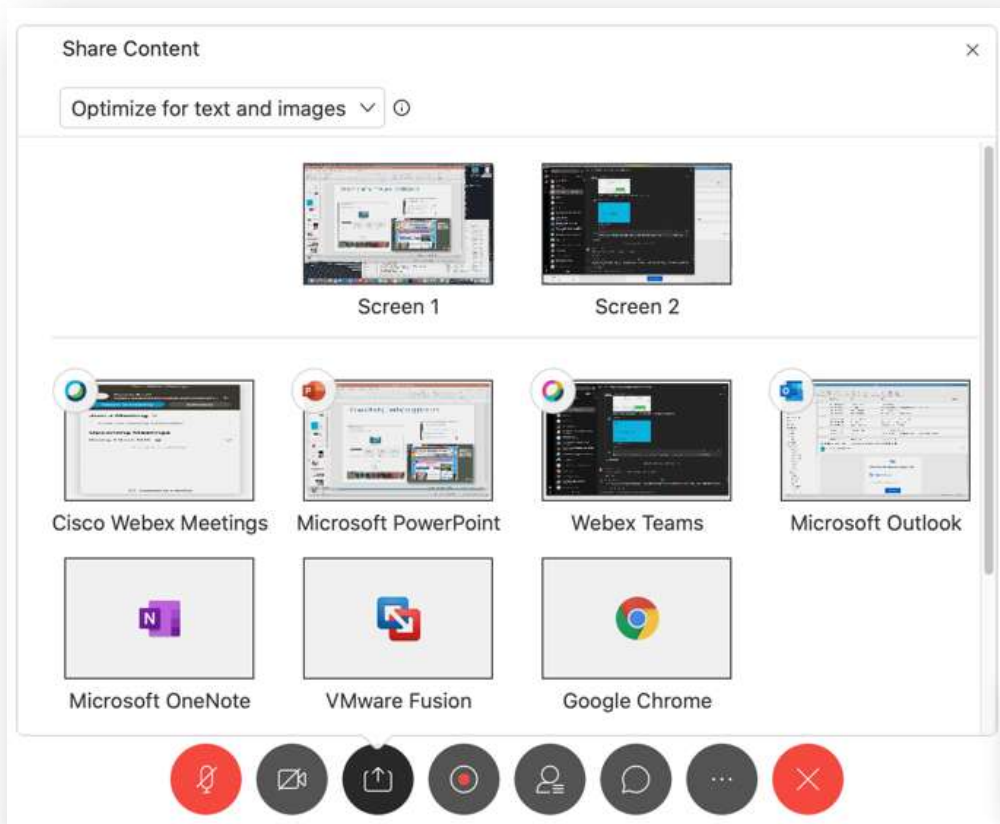 Share Content
Optimize for text and images
Screen 1
Screen 2
Cisco Webex Meetings
Microsoft PowerPoint
Webex Teams
Microsoft Outlook
N
Microsoft OneNote
VMware Fusion
Google Chrome